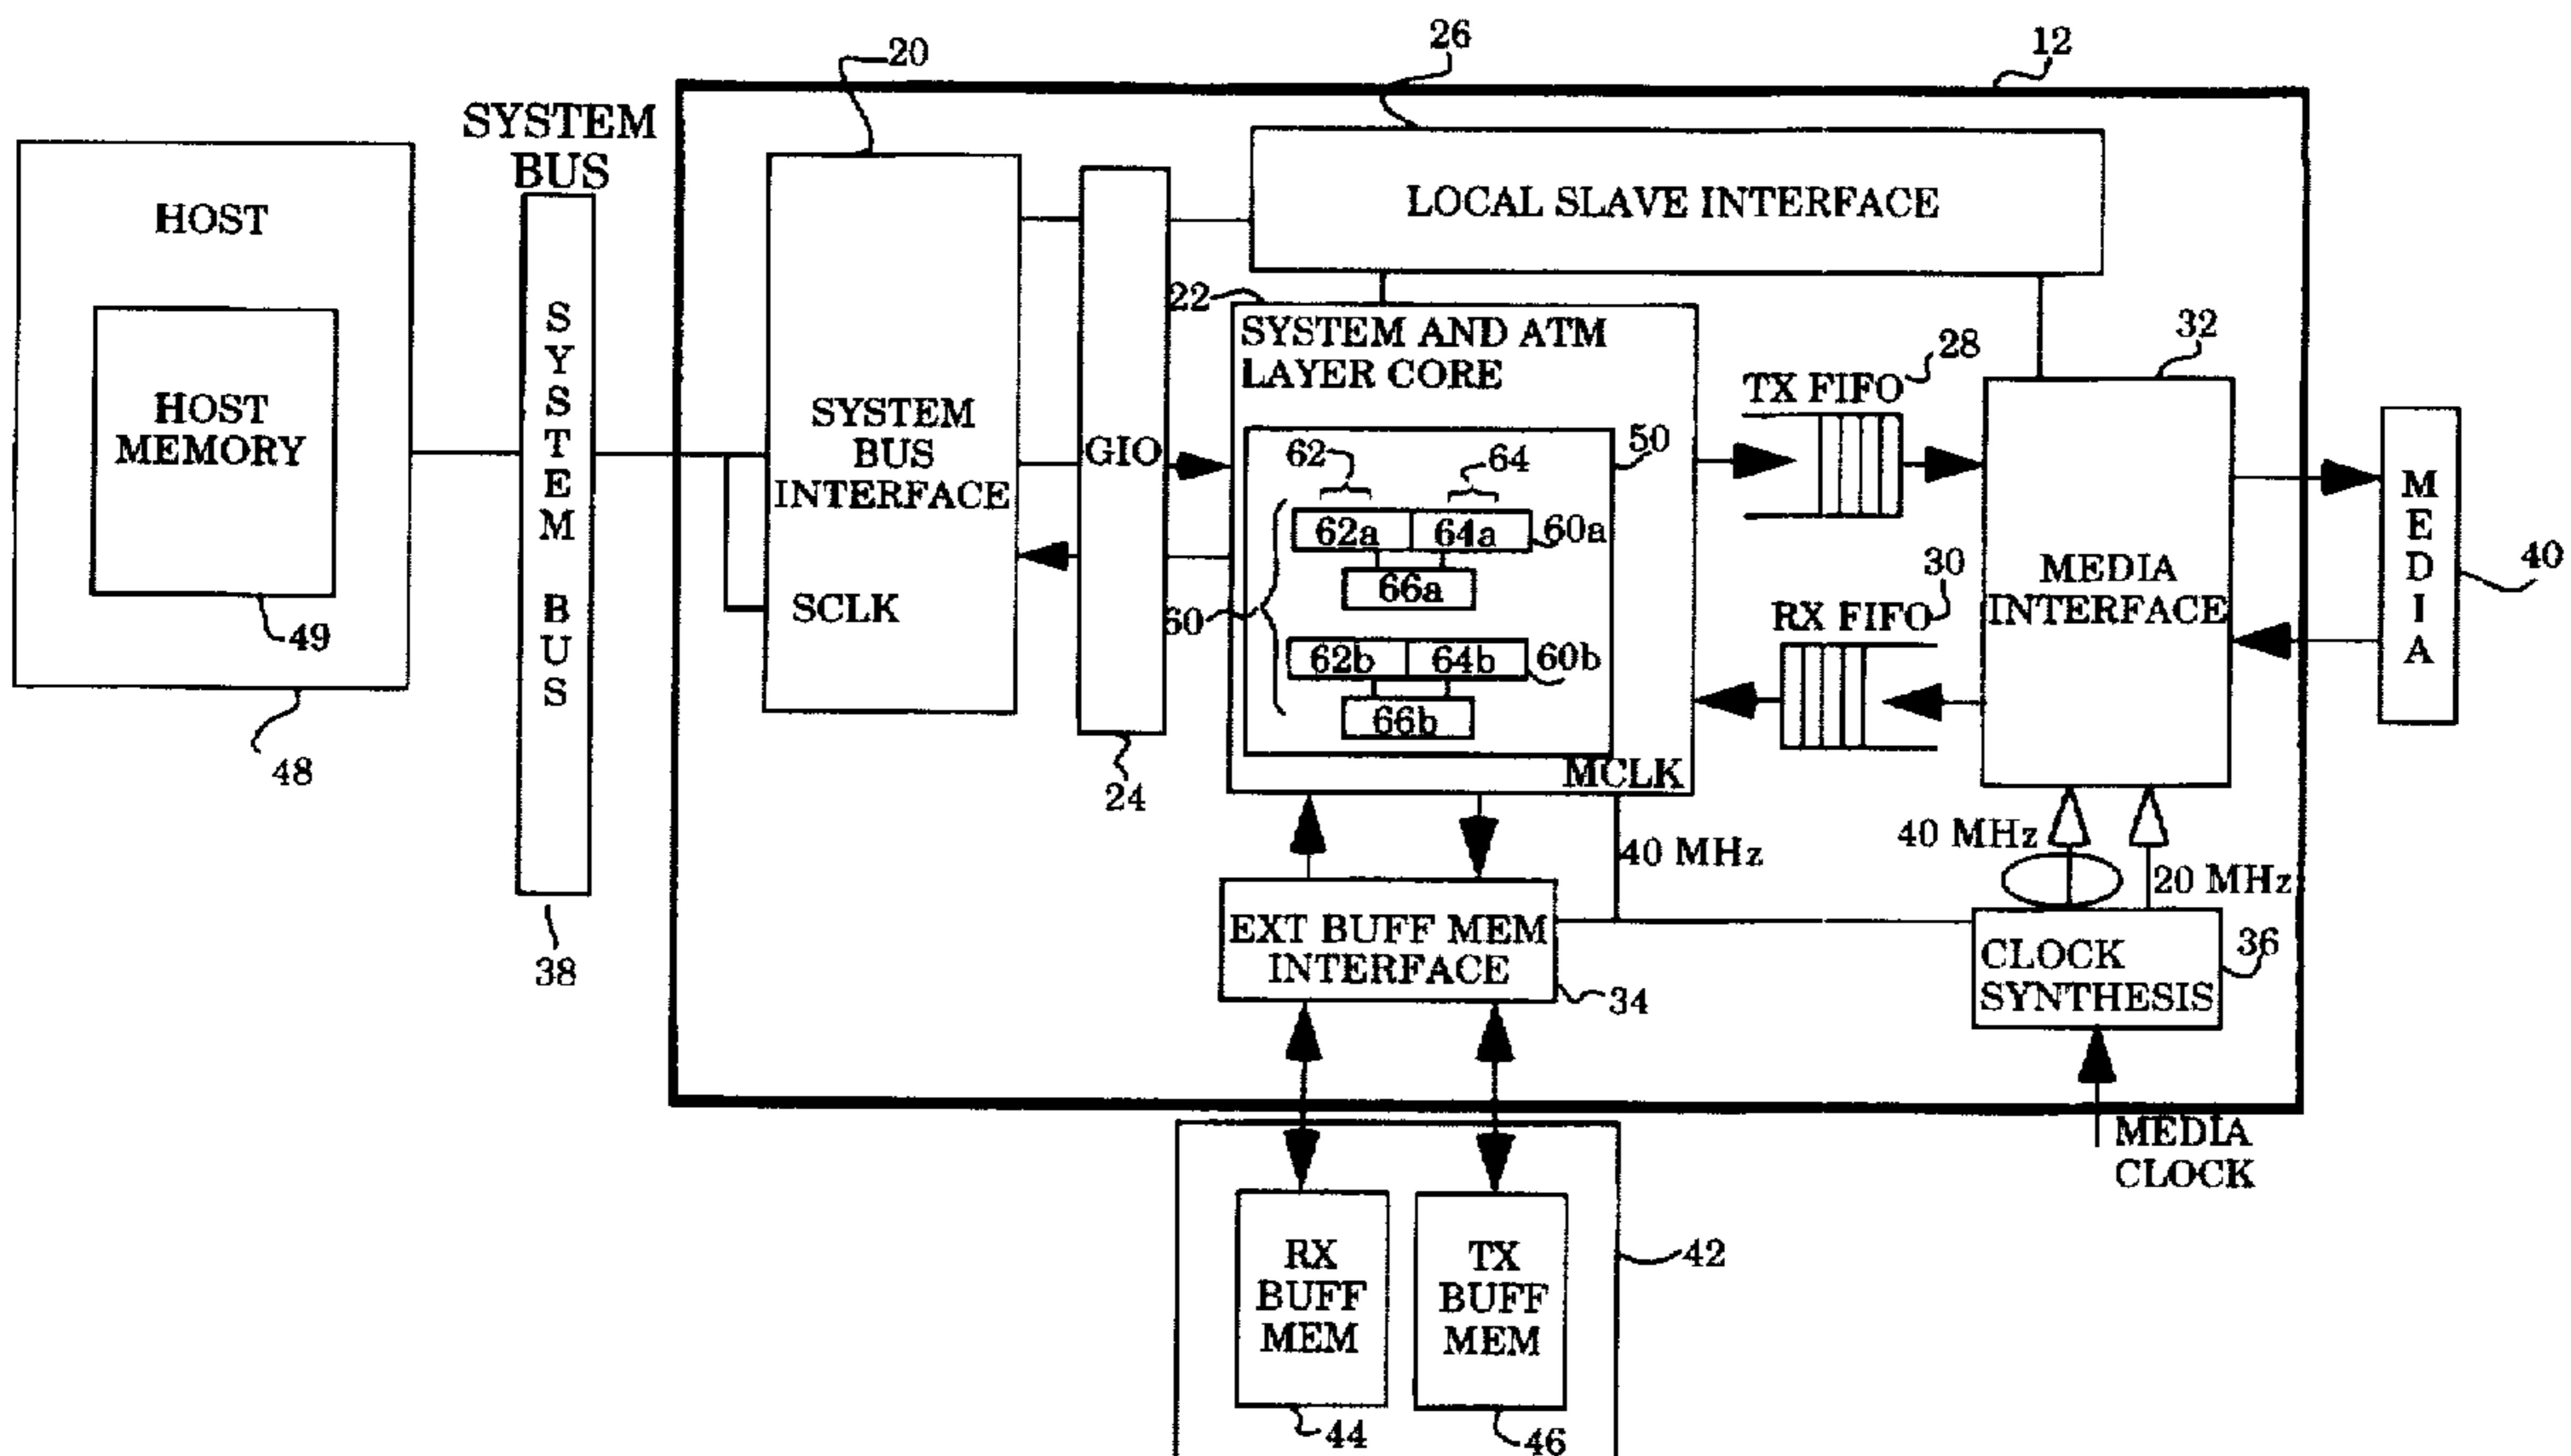 20
26
12
SYSTEM
BUS
HOST
HOST
MEMORY
49
48
SYSTEM BUS
38
SYSTEM
BUS
INTERFACE
SCLK
GIO
24
LOCAL SLAVE INTERFACE
22
SYSTEM AND ATM
LAYER CORE
50
62
64
62a
64a
60a
66a
60
62b
64b
60b
66b
MCLK
TX FIFO
28
RX FIFO
30
32
MEDIA
INTERFACE
MEDIA
40
40 MHz
40 MHz
20 MHz
EXT BUFF MEM
INTERFACE
34
CLOCK
SYNTHESIS
36
MEDIA
CLOCK
RX
BUFF
MEM
44
TX
BUFF
MEM
46
42